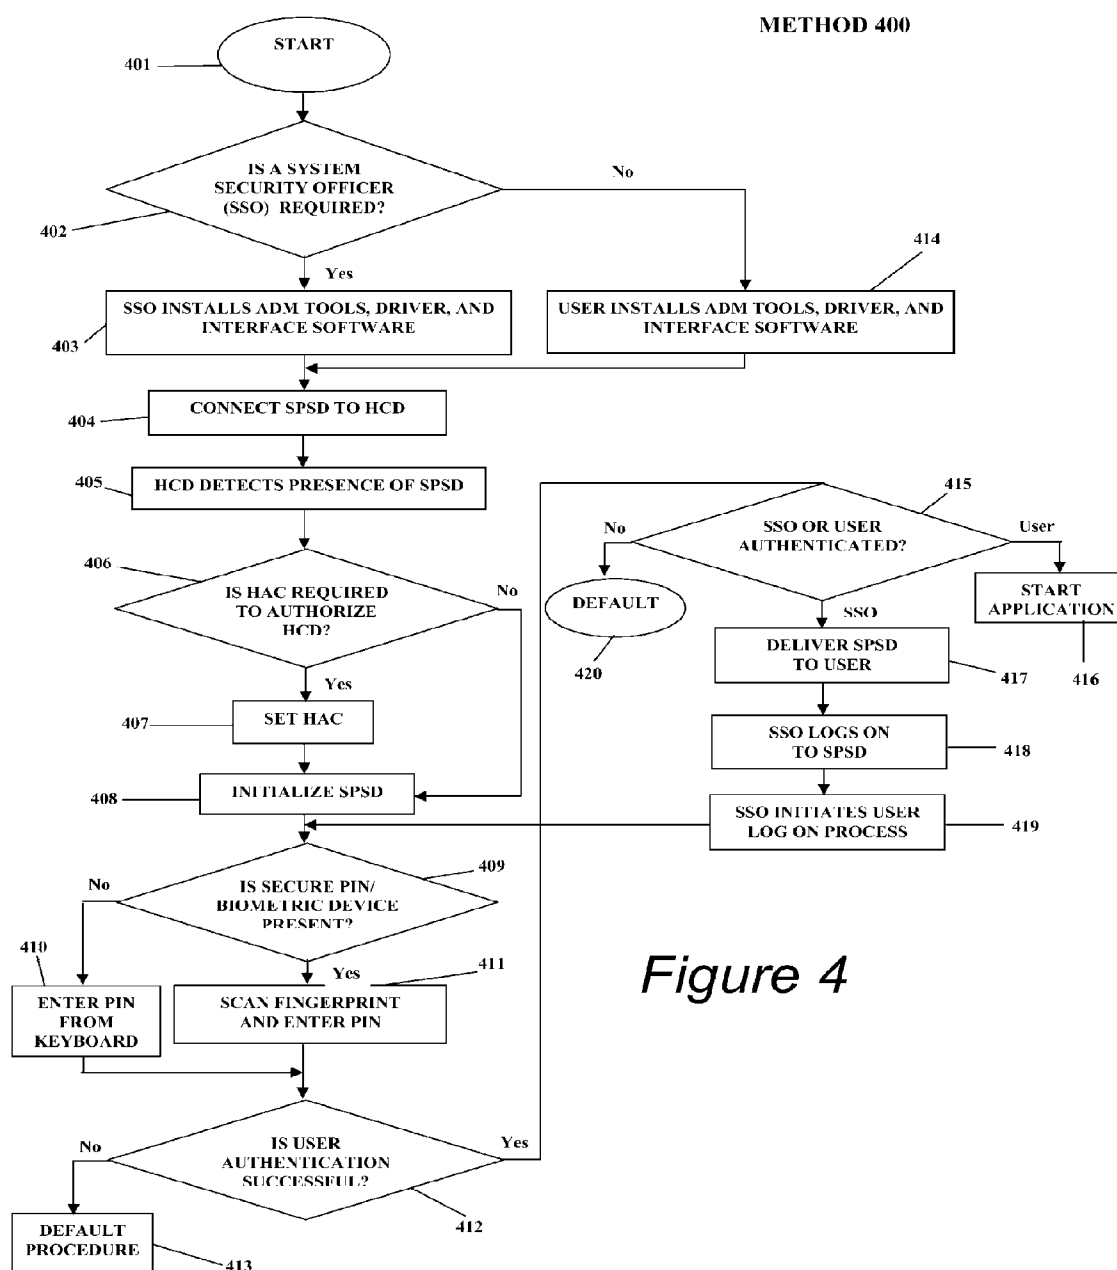 METHOD 400
START
401
IS A SYSTEM
SECURITY OFFICER
(SSO) REQUIRED?
No
402
Yes
414
SSO INSTALLS ADM TOOLS, DRIVER, AND
INTERFACE SOFTWARE
403
USER INSTALLS ADM TOOLS, DRIVER, AND
INTERFACE SOFTWARE
CONNECT SPSD TO HCD
404
HCD DETECTS PRESENCE OF SPSD
405
406
IS HAC REQUIRED
TO AUTHORIZE
HCD?
No
Yes
407
SET HAC
INITIALIZE SPSD
408
415
SSO OR USER
AUTHENTICATED?
No
User
DEFAULT
420
START
APPLICATION
416
SSO
DELIVER SPSD
TO USER
417
SSO LOGS ON
TO SPSD
418
SSO INITIATES USER
LOG ON PROCESS
419
409
IS SECURE PIN/
BIOMETRIC DEVICE
PRESENT?
No
Yes
410
ENTER PIN
FROM
KEYBOARD
411
SCAN FINGERPRINT
AND ENTER PIN
Figure 4
IS USER
AUTHENTICATION
SUCCESSFUL?
No
Yes
412
DEFAULT
PROCEDURE
413